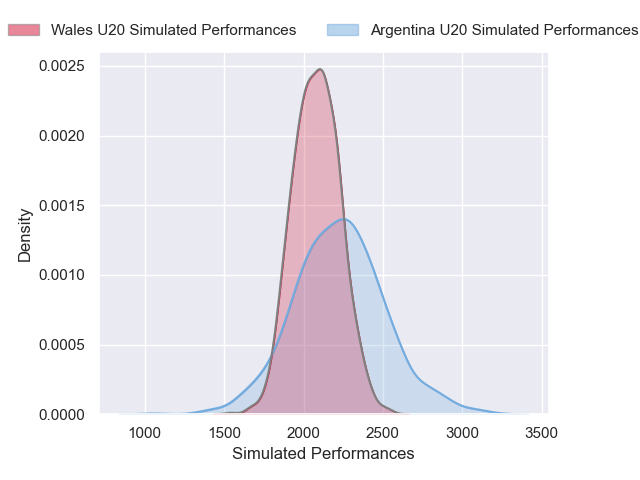 Wales U20 Simulated Performances Argentina U20 Simulated Performances
0.0025
0.0020
0.0015
0.0010
0.0005
0.0000
Density
1000 1500 2000 2500 3000 3500
Simulated Performances